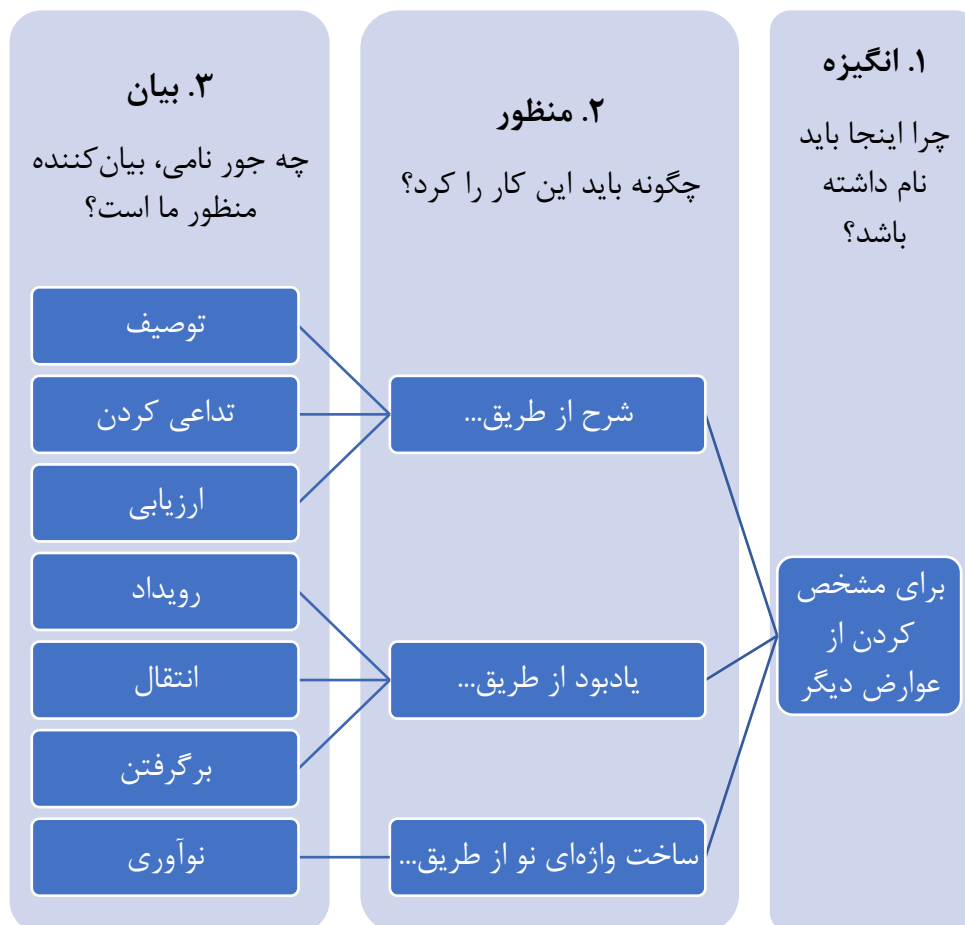 ۱. انگیزه
چرا اینجا باید
نام داشته
باشد؟
برای مشخص
کردن از
عوارض دیگر
۲. منظور
چگونه باید این کار را کرد؟
شرح از طریق...
یادبود از طریق...
ساخت واژه‌ای نو از طریق...
۳. بیان
چه جور نامی، بیان‌کننده
منظور ما است؟
توصیف
تداعی کردن
ارزیابی
رویداد
انتقال
برگرفتن
نوآوری